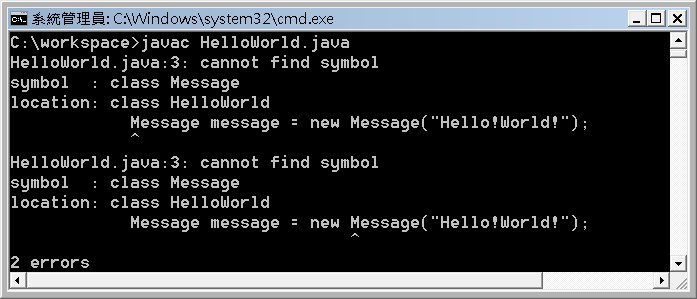 系統管理員: C:\Windows\system32\cmd.exe
C:\workspace>javac HelloWorld.java
HelloWorld.java:3: cannot find symbol
symbol  : class Message
location: class HelloWorld
            Message message = new Message("Hello!World!");
            ^
HelloWorld.java:3: cannot find symbol
symbol  : class Message
location: class HelloWorld
            Message message = new Message("Hello!World!");
                                  ^
2 errors